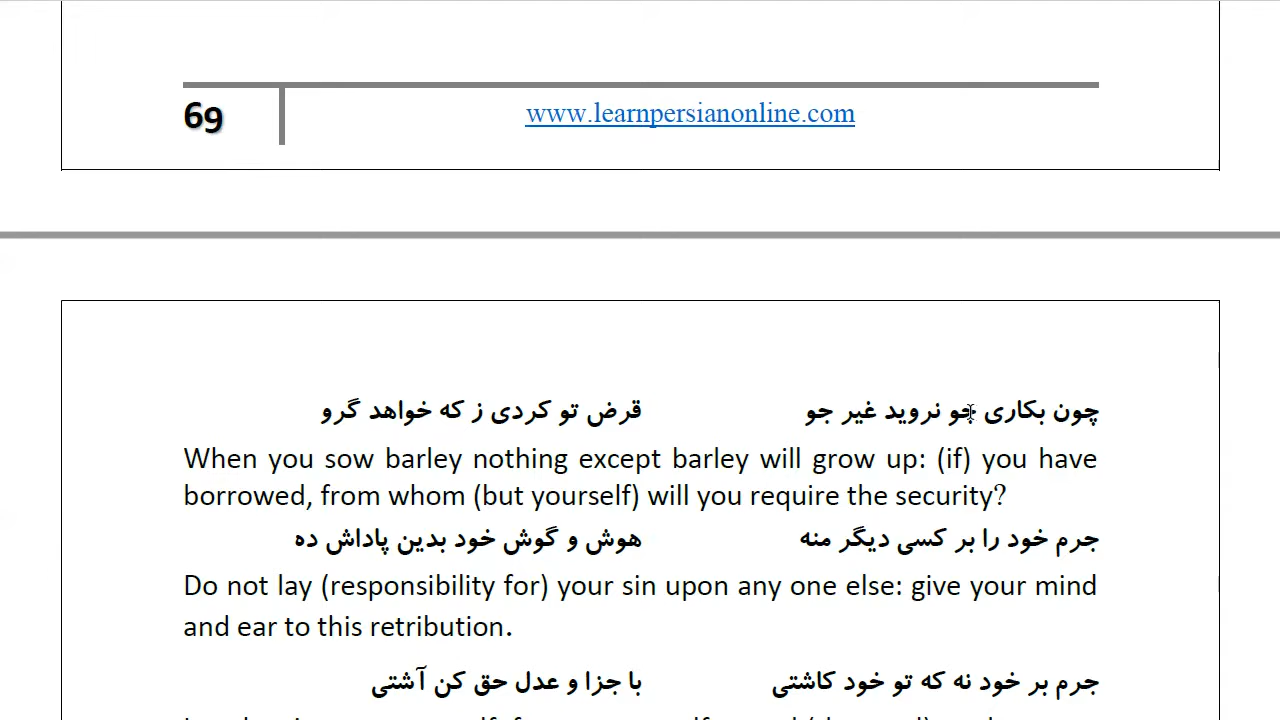 69 www.learnpersianonline.com
چون بکاری جو نروید غیر جو قرض تو کردی ز که خواهد گرو
When you sow barley nothing except barley will grow up: (if) you have
borrowed, from whom (but yourself) will you require the security?
جرم خود را بر کسی دیگر منه هوش و گوش خود بدین پاداش ده
Do not lay (responsibility for) your sin upon any one else: give your mind
and ear to this retribution.
جرم بر خود نه که تو خود کاشتی با جزا و عدل حق کن آشتی